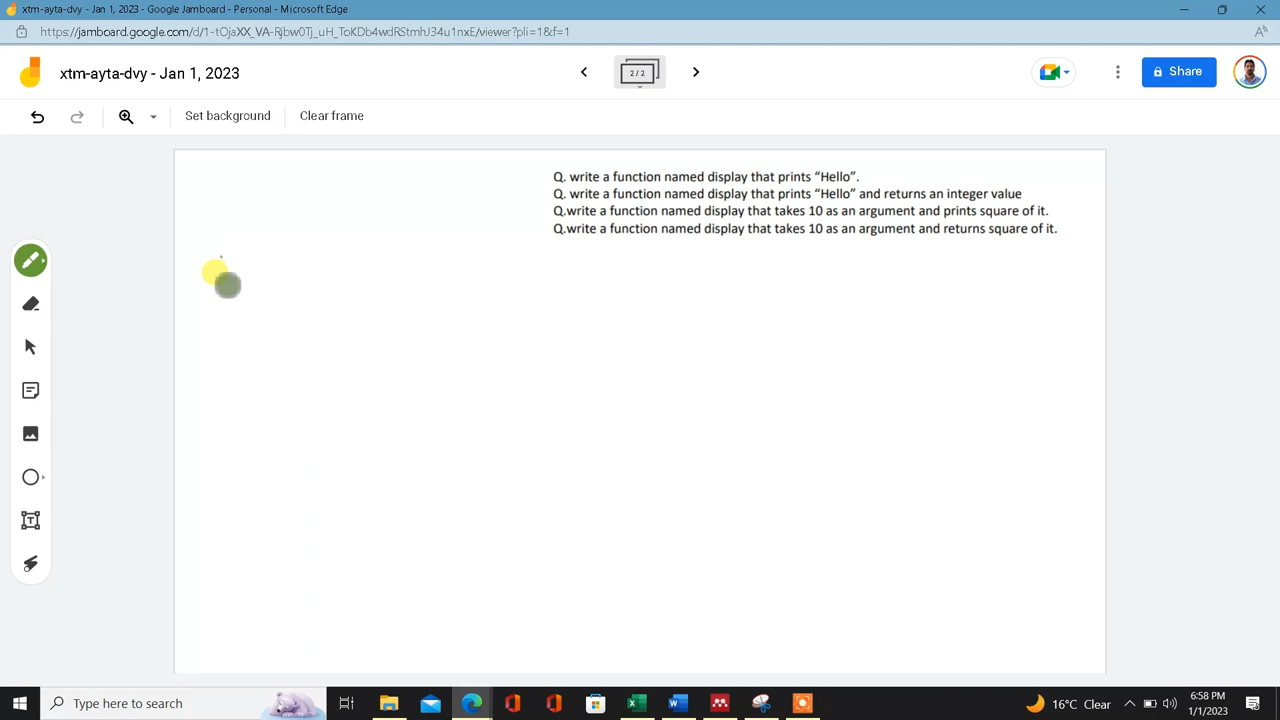 xtm-ayta-dvy - Jan 1, 2023 - Google Jamboard - Personal - Microsoft Edge
https://jamboard.google.com/d/1-tOjaXX_VA-Rjbw0Tj_uH_ToKDb4wdRStmhJ34u1nxE/viewer?pli=1&f=1
xtm-ayta-dvy - Jan 1, 2023
2 / 2
Share
Set background
Clear frame
Q. write a function named display that prints “Hello”.
Q. write a function named display that prints “Hello” and returns an integer value
Q.write a function named display that takes 10 as an argument and prints square of it.
Q.write a function named display that takes 10 as an argument and returns square of it.
Type here to search
16°C Clear
6:58 PM
1/1/2023